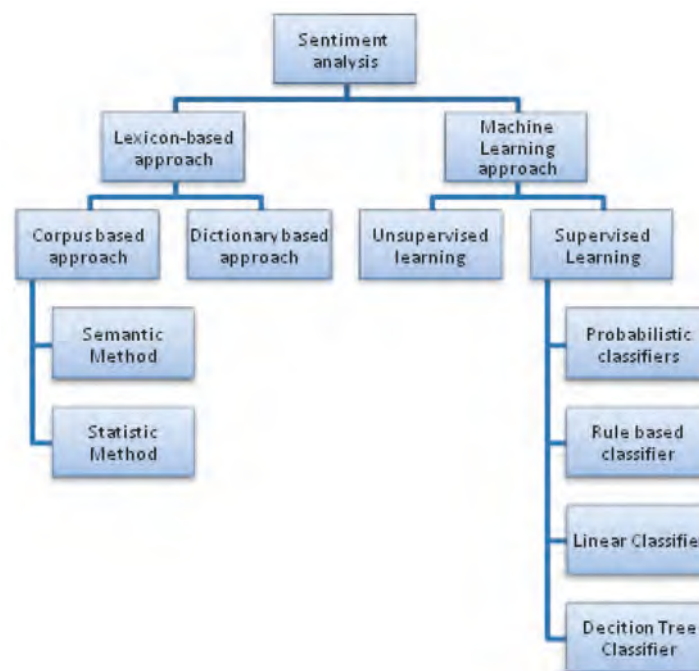 Sentiment
analysis
Lexicon-based
approach
Machine
Learning
approach
Corpus based
approach
Dictionary based
approach
Unsupervised
learning
Supervised
Learning
Semantic
Method
Statistic
Method
Probabilistic
classifiers
Rule based
classifier
Linear Classifier
Decition Tree
Classifier